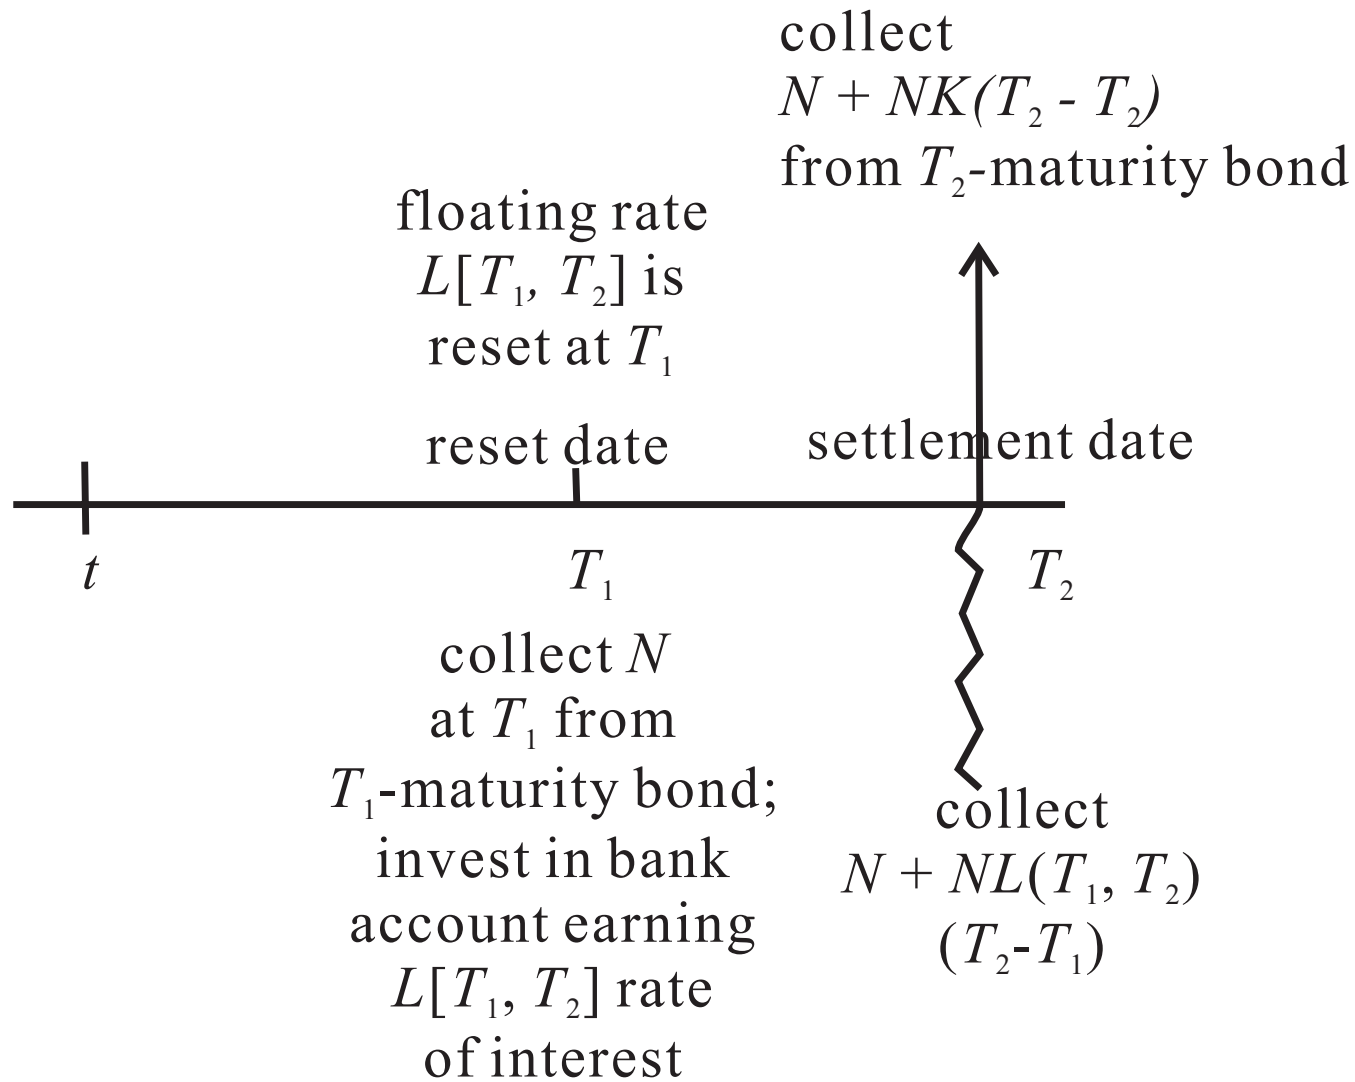 collect
N + NK(T₂ - T₂)
from T₂-maturity bond
floating rate
L[T₁, T₂] is
reset at T₁
reset date
settlement date
t
T₁
T₂
collect N
at T₁ from
T₁-maturity bond;
invest in bank
account earning
L[T₁, T₂] rate
of interest
collect
N + NL(T₁, T₂)
(T₂-T₁)